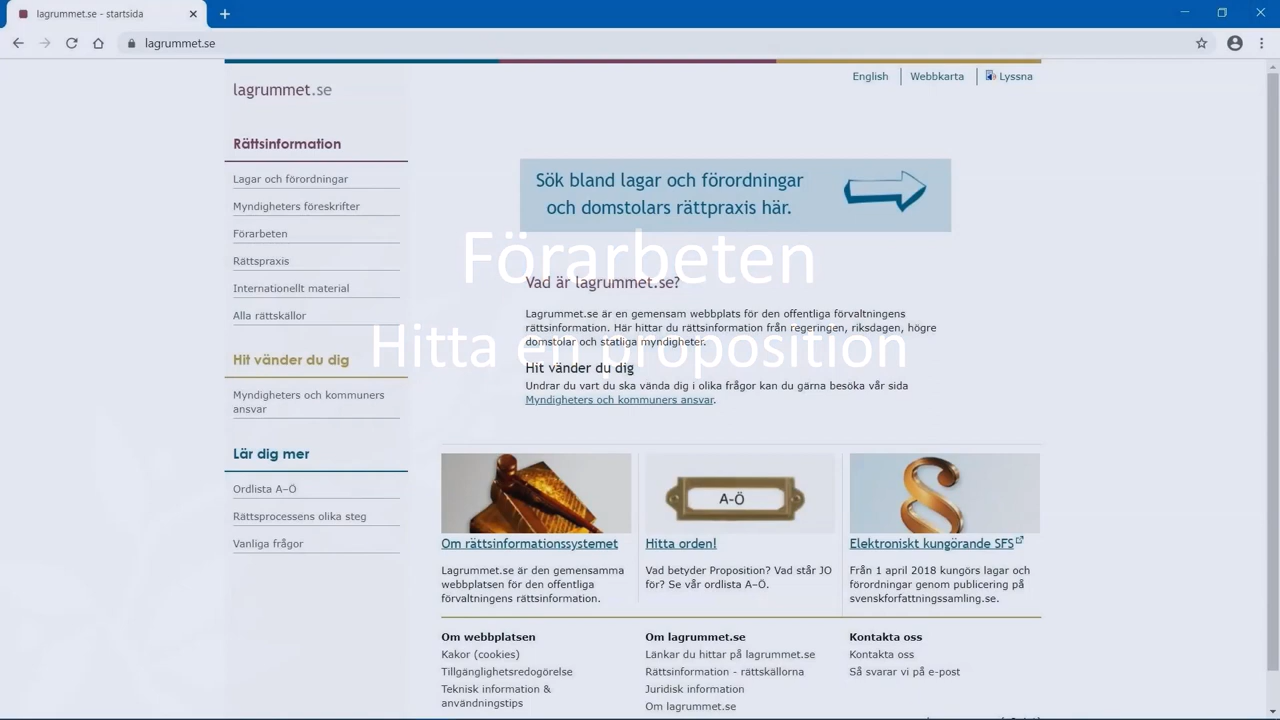 lagrummet.se - startsida
lagrummet.se
English
Webbkarta
Lyssna
lagrummet.se
Rättsinformation
Lagar och förordningar
Myndigheters föreskrifter
Förarbeten
Rättspraxis
Internationellt material
Alla rättskällor
Hit vänder du dig
Myndigheters och kommuners
ansvar
Lär dig mer
Ordlista A–Ö
Rättsprocessens olika steg
Vanliga frågor
Sök bland lagar och förordningar
och domstolars rättpraxis här.
Förarbeten
Hitta en proposition
Vad är lagrummet.se?
Lagrummet.se är en gemensam webbplats för den offentliga förvaltningens
rättsinformation. Här hittar du rättsinformation från regeringen, riksdagen, högre
domstolar och statliga myndigheter.
Hit vänder du dig
Undrar du vart du ska vända dig i olika frågor kan du gärna besöka vår sida
Myndigheters och kommuners ansvar.
A-Ö
Om rättsinformationssystemet
Lagrummet.se är den gemensamma
webbplatsen för den offentliga
förvaltningens rättsinformation.
Hitta orden!
Vad betyder Proposition? Vad står JO
för? Se vår ordlista A–Ö.
§
Elektroniskt kungörande SFS
Från 1 april 2018 kungörs lagar och
förordningar genom publicering på
svenskforfattningssamling.se.
Om webbplatsen
Kakor (cookies)
Tillgänglighetsredogörelse
Teknisk information &
användningstips
Om lagrummet.se
Länkar du hittar på lagrummet.se
Rättsinformation - rättskällorna
Juridisk information
Om lagrummet.se
Kontakta oss
Kontakta oss
Så svarar vi på e-post